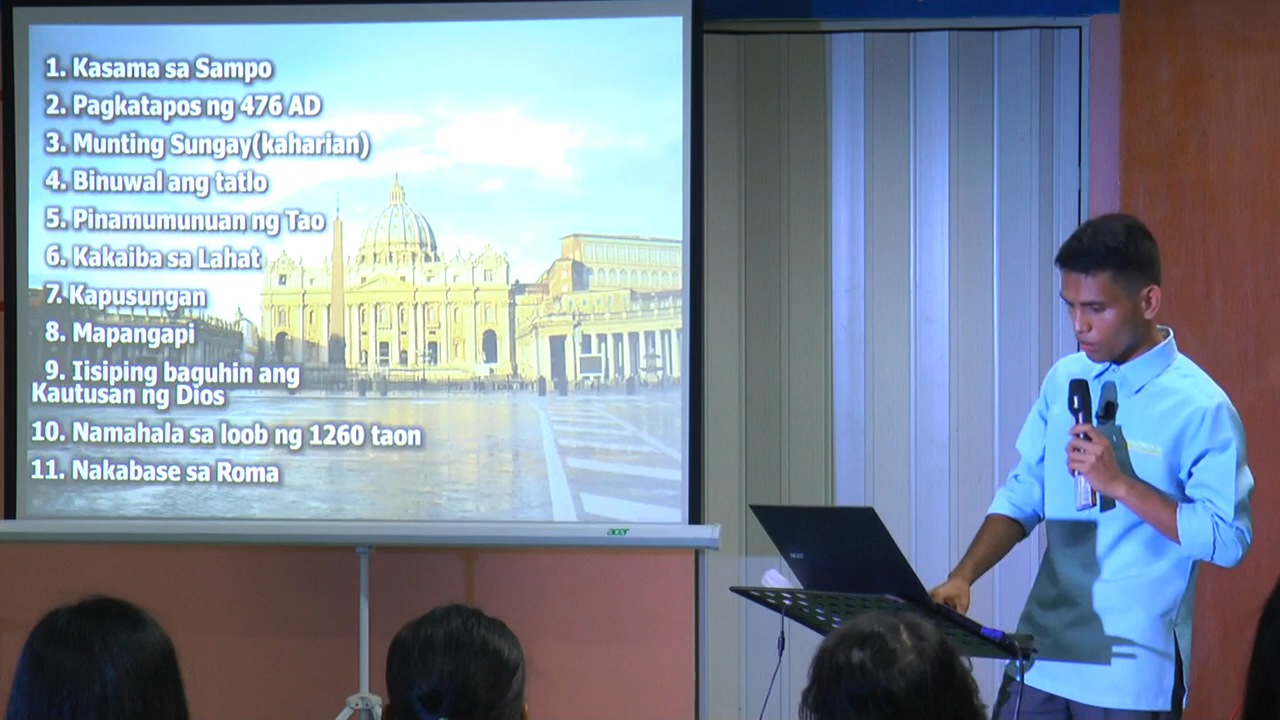 1. Kasama sa Sampo
2. Pagkatapos ng 476 AD
3. Munting Sungay(kaharian)
4. Binuwal ang tatlo
5. Pinamumunuan ng Tao
6. Kakaiba sa Lahat
7. Kapusungan
8. Mapangapi
9. Iisiping baguhin ang
Kautusan ng Dios
10. Namahala sa loob ng 1260 taon
11. Nakabase sa Roma
acer